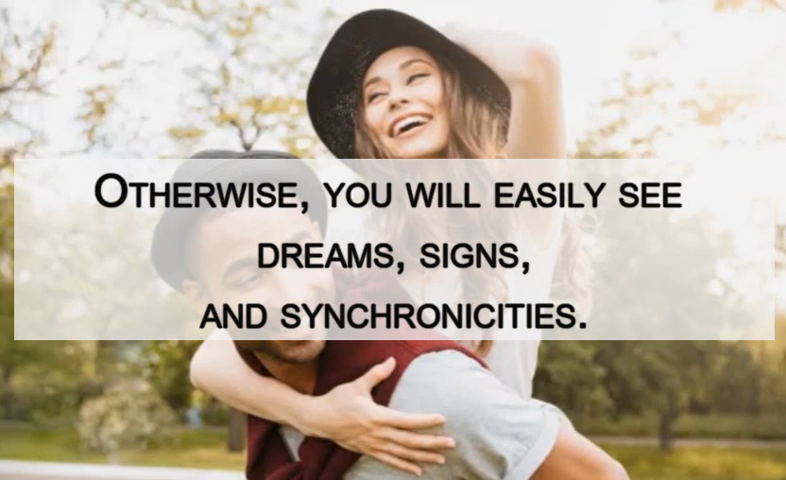 Otherwise, you will easily see
dreams, signs,
and synchronicities.